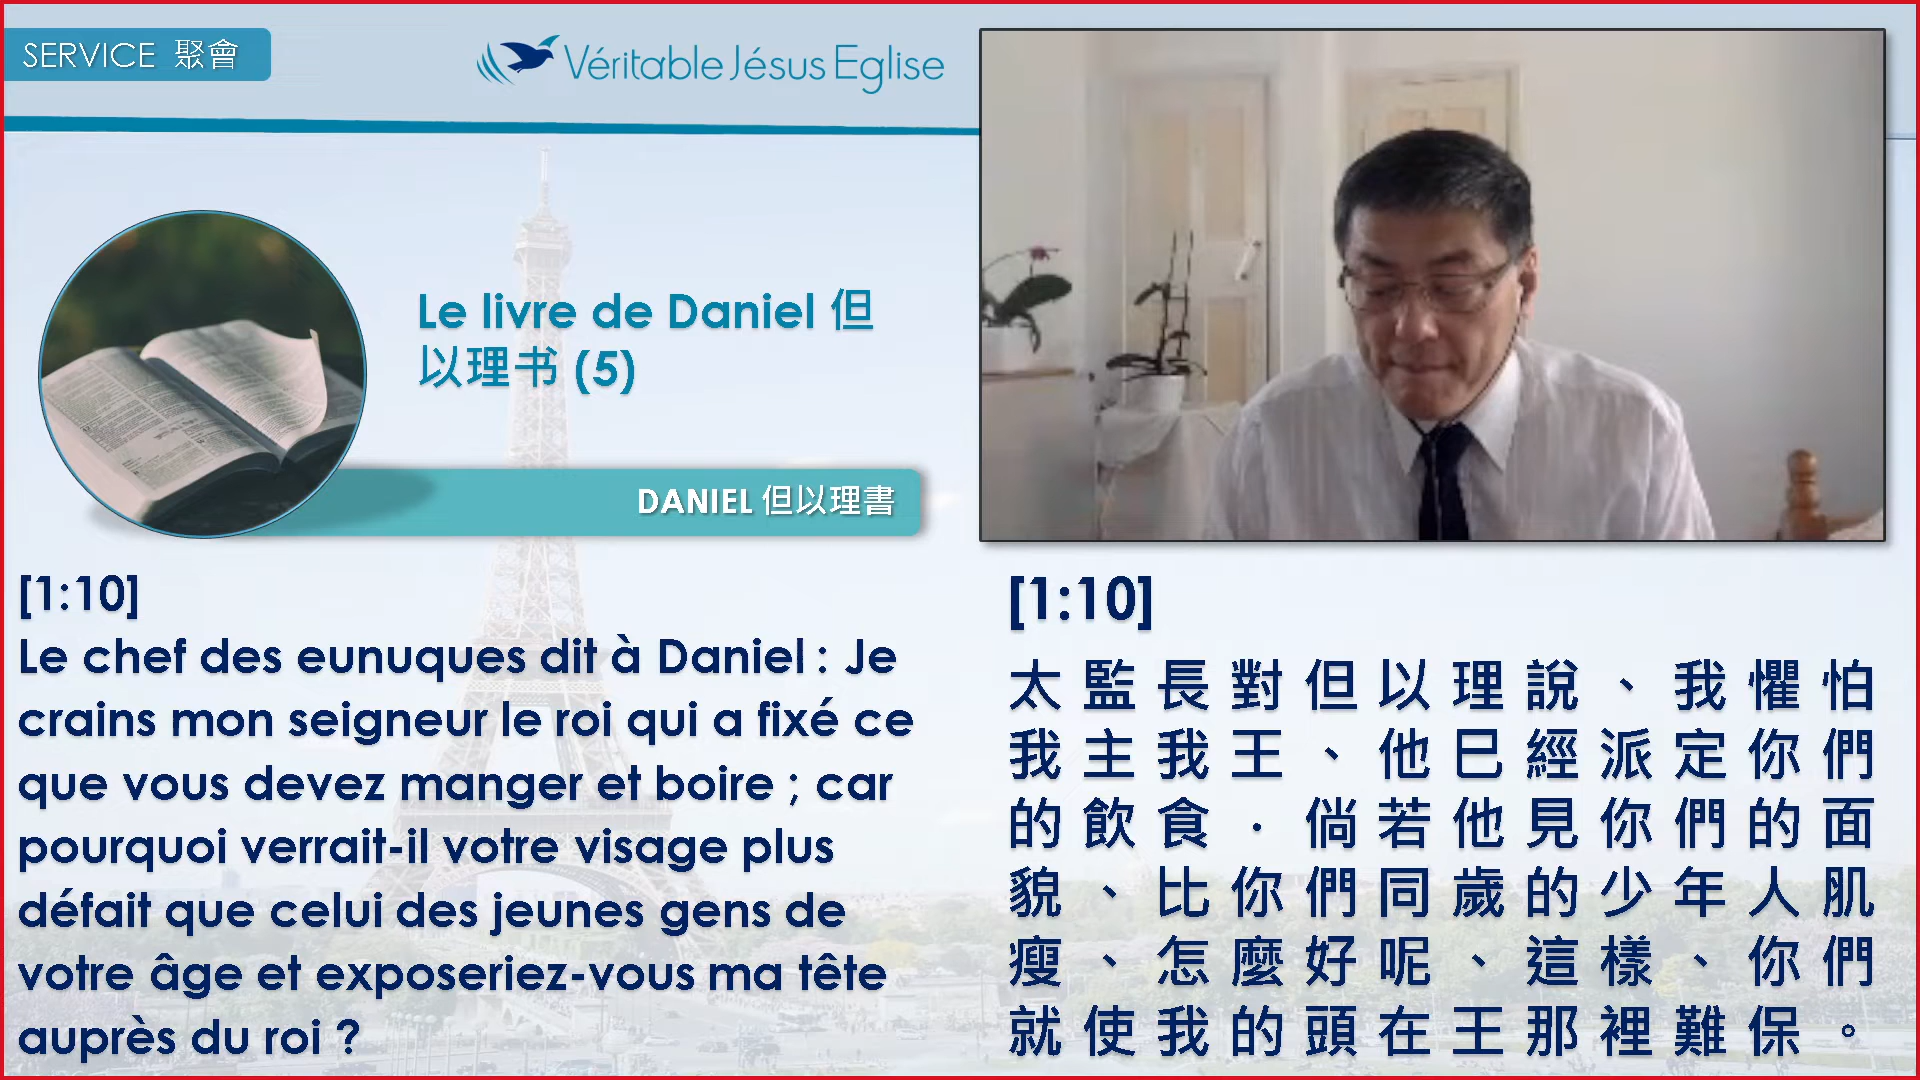 SERVICE 聚會
Véritable Jésus Eglise
Le livre de Daniel 但
以理书 (5)
DANIEL 但以理書
[1:10]
Le chef des eunuques dit à Daniel : Je
crains mon seigneur le roi qui a fixé ce
que vous devez manger et boire ; car
pourquoi verrait-il votre visage plus
défait que celui des jeunes gens de
votre âge et exposeriez-vous ma tête
auprès du roi ?
[1:10]
太監長對但以理說、我懼怕
我主我王、他巳經派定你們
的飲食．倘若他見你們的面
貌、比你們同歲的少年人肌
瘦、怎麼好呢、這樣、你們
就使我的頭在王那裡難保。